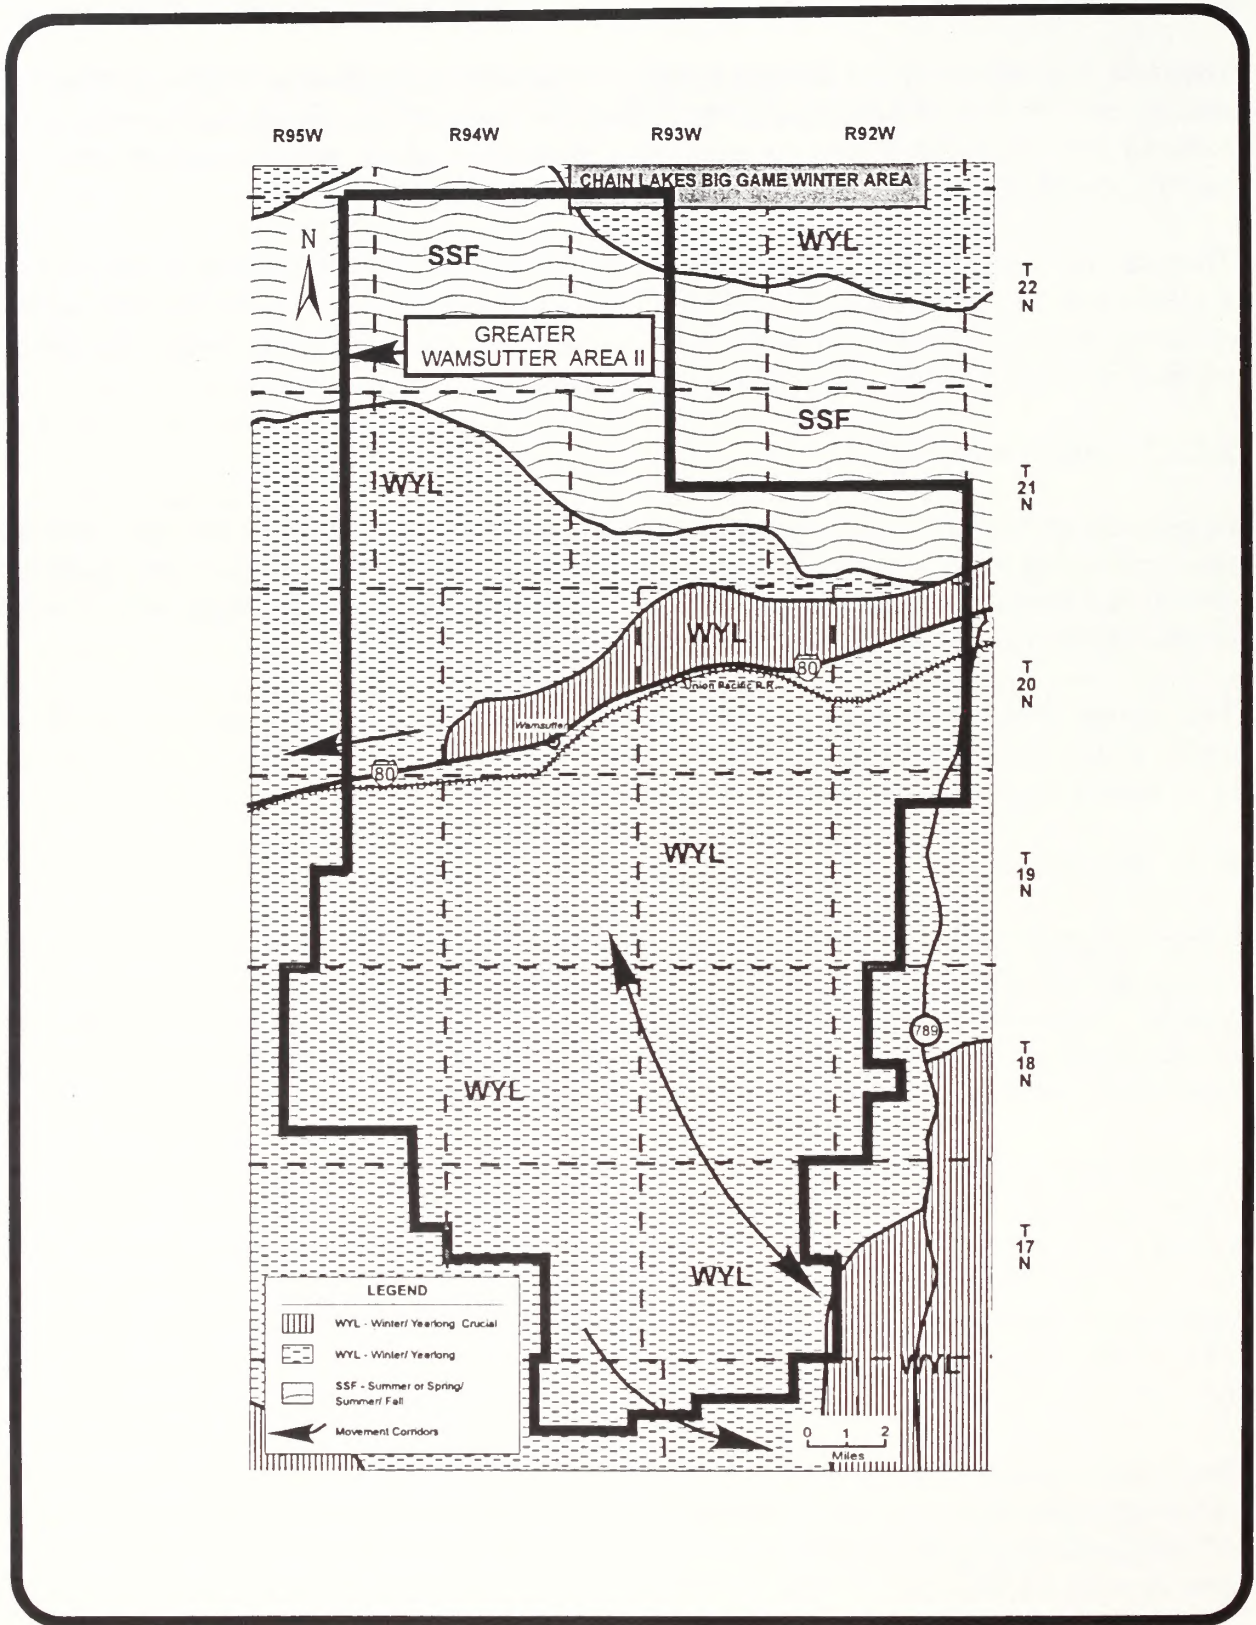 R95W R94W R93W R92W
CHAIN LAKES BIG GAME WINTER AREA
WYL
N
SSF
T
22
N
GREATER
WAMSUTTER AREA II
SSF
WYL
T
21
N
WYL
80
Union Pacific R.R.
T
20
N
Wamsutter
80
WYL
T
19
N
789
T
18
N
WYL
T
17
N
WYL
LEGEND
WYL - Winter/ Yearlong Crucial
WYL - Winter/ Yearlong
WYL
SSF - Summer or Spring/
Summer/ Fall
Movement Corridors
0 1 2
Miles